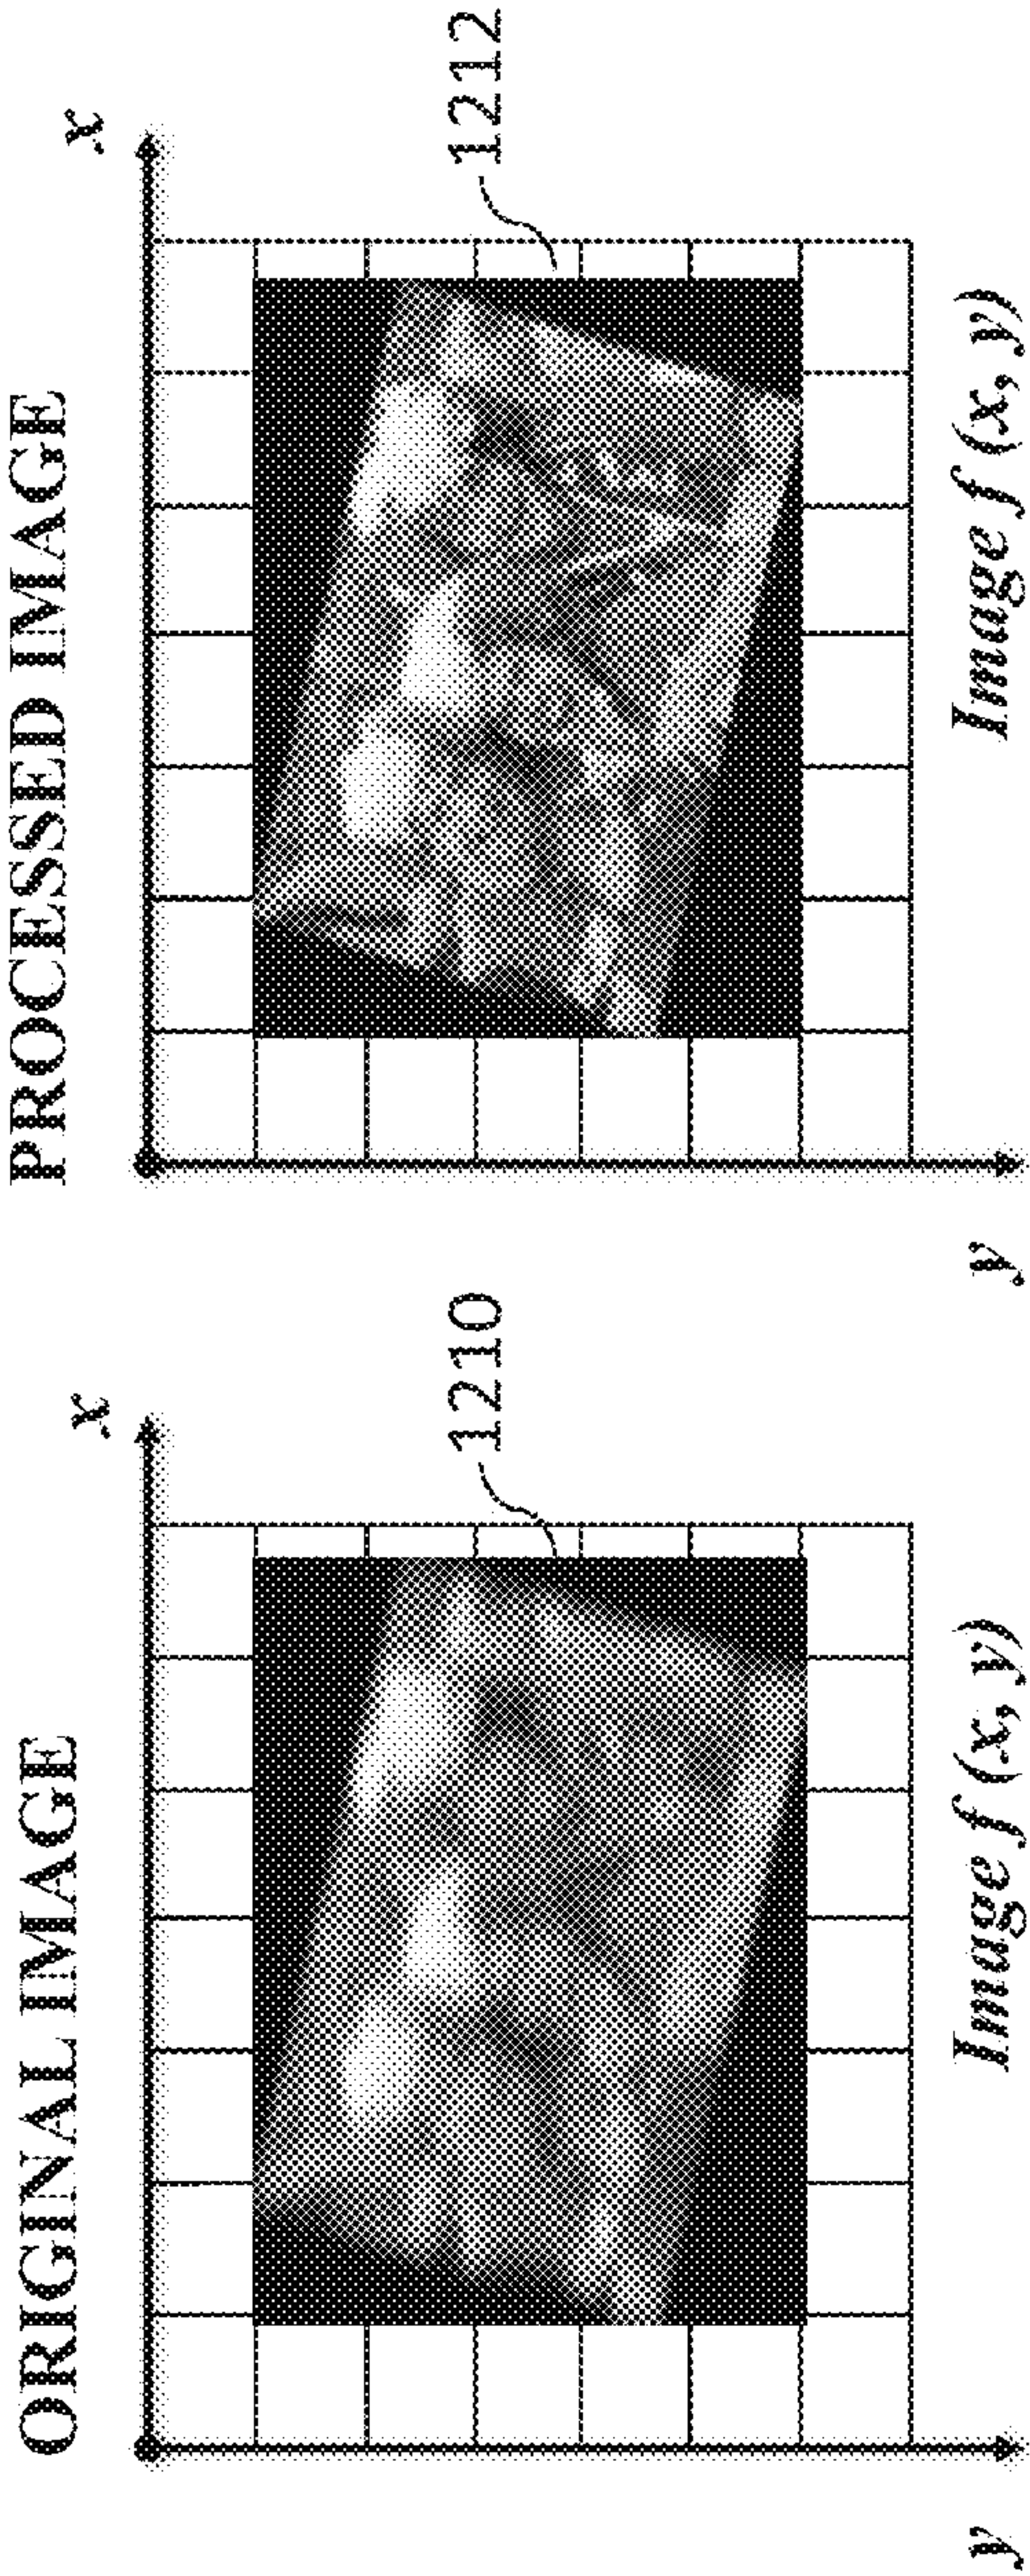 ORIGINAL IMAGE
x
1210
y
Image f (x, y)
PROCESSED IMAGE
x
1212
y
Image f (x, y)